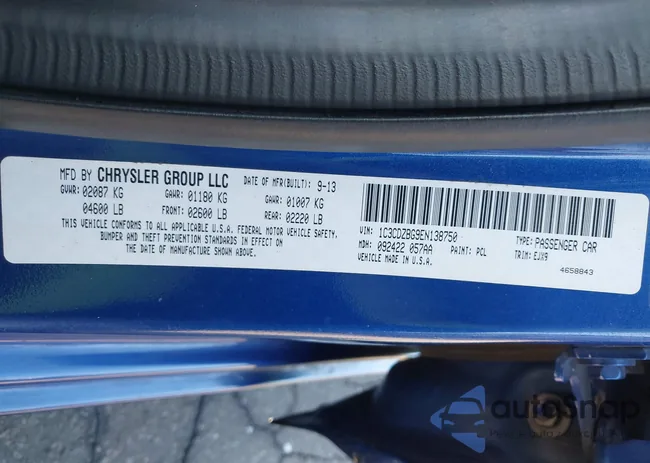 MFD BY CHRYSLER GROUP LLC DATE OF MFR(BUILT): 9-13
GVWR: 02087 KG GAWR: 01180 KG GAWR: 01007 KG
04600 LB FRONT: 02600 LB REAR: 02220 LB
THIS VEHICLE CONFORMS TO ALL APPLICABLE U.S.A. FEDERAL MOTOR VEHICLE SAFETY,
BUMPER AND THEFT PREVENTION STANDARDS IN EFFECT ON
THE DATE OF MANUFACTURE SHOWN ABOVE.
VIN: 1C3CDZBG9EN138750 TYPE: PASSENGER CAR
MDH: 092422 057AA PAINT: PCL TRIM: EJX9
VEHICLE MADE IN U.S.A. 4658843
autoSnap